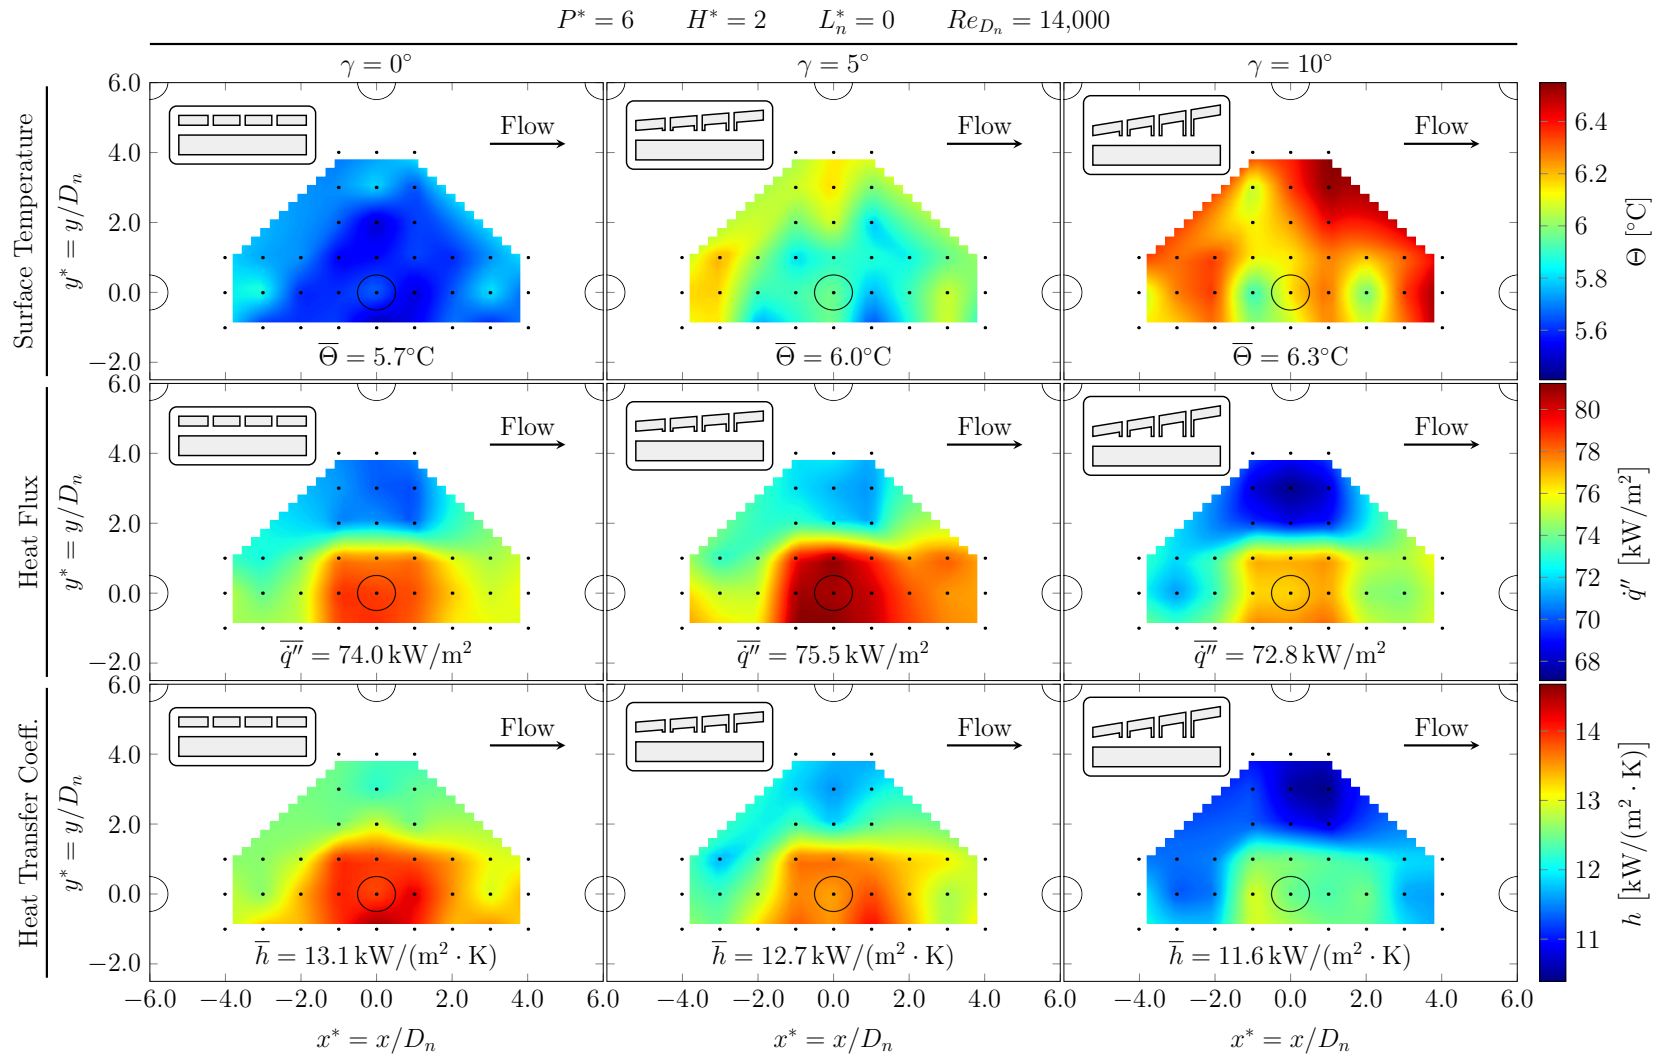 P* = 6 H* = 2 L*ₙ = 0 Re_Dₙ = 14,000
γ = 0° γ = 5° γ = 10°
Surface Temperature
y* = y/Dₙ
6.0
4.0
2.0
0.0
−2.0
Flow
Θ̅ = 5.7°C
Flow
Θ̅ = 6.0°C
Flow
Θ̅ = 6.3°C
6.4
6.2
6
5.8
5.6
Θ [°C]
Heat Flux
y* = y/Dₙ
6.0
4.0
2.0
0.0
−2.0
Flow
q̇″ = 74.0 kW/m²
Flow
q̇″ = 75.5 kW/m²
Flow
q̇″ = 72.8 kW/m²
80
78
76
74
72
70
68
q̇″ [kW/m²]
Heat Transfer Coeff.
y* = y/Dₙ
6.0
4.0
2.0
0.0
−2.0
Flow
h̅ = 13.1 kW/(m² · K)
Flow
h̅ = 12.7 kW/(m² · K)
Flow
h̅ = 11.6 kW/(m² · K)
14
13
12
11
h [kW/(m² · K)]
−6.0 −4.0 −2.0 0.0 2.0 4.0 6.0 −4.0 −2.0 0.0 2.0 4.0 6.0 −4.0 −2.0 0.0 2.0 4.0 6.0
x* = x/Dₙ x* = x/Dₙ x* = x/Dₙ